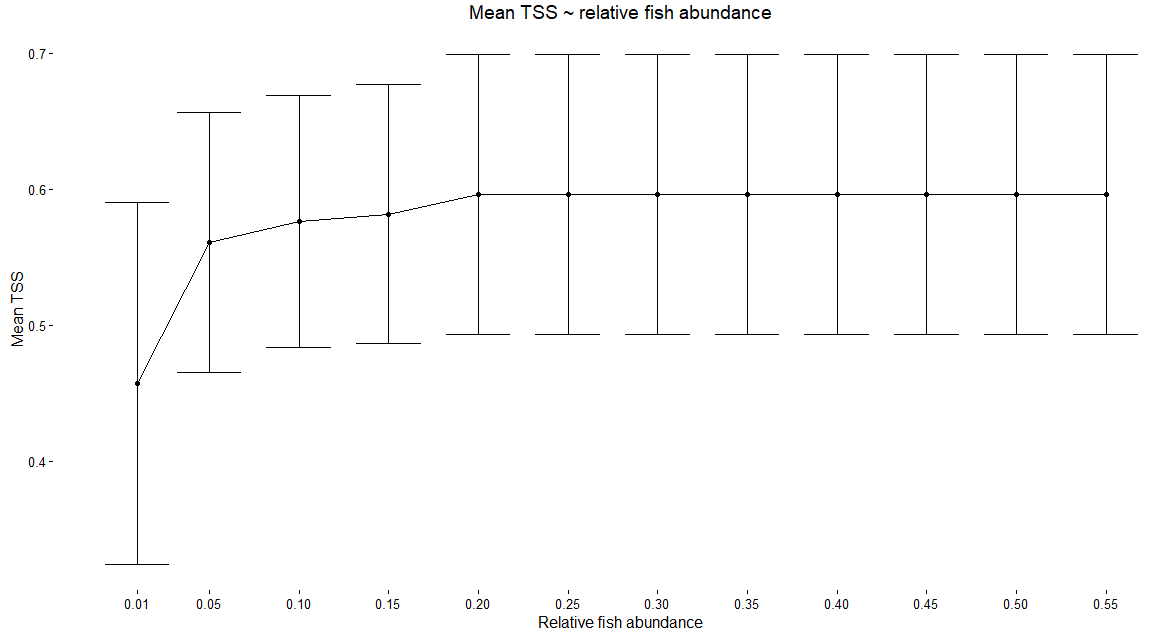 Mean TSS ~ relative fish abundance
Mean TSS
0.7
0.6
0.5
0.4
0.01 0.05 0.10 0.15 0.20 0.25 0.30 0.35 0.40 0.45 0.50 0.55
Relative fish abundance